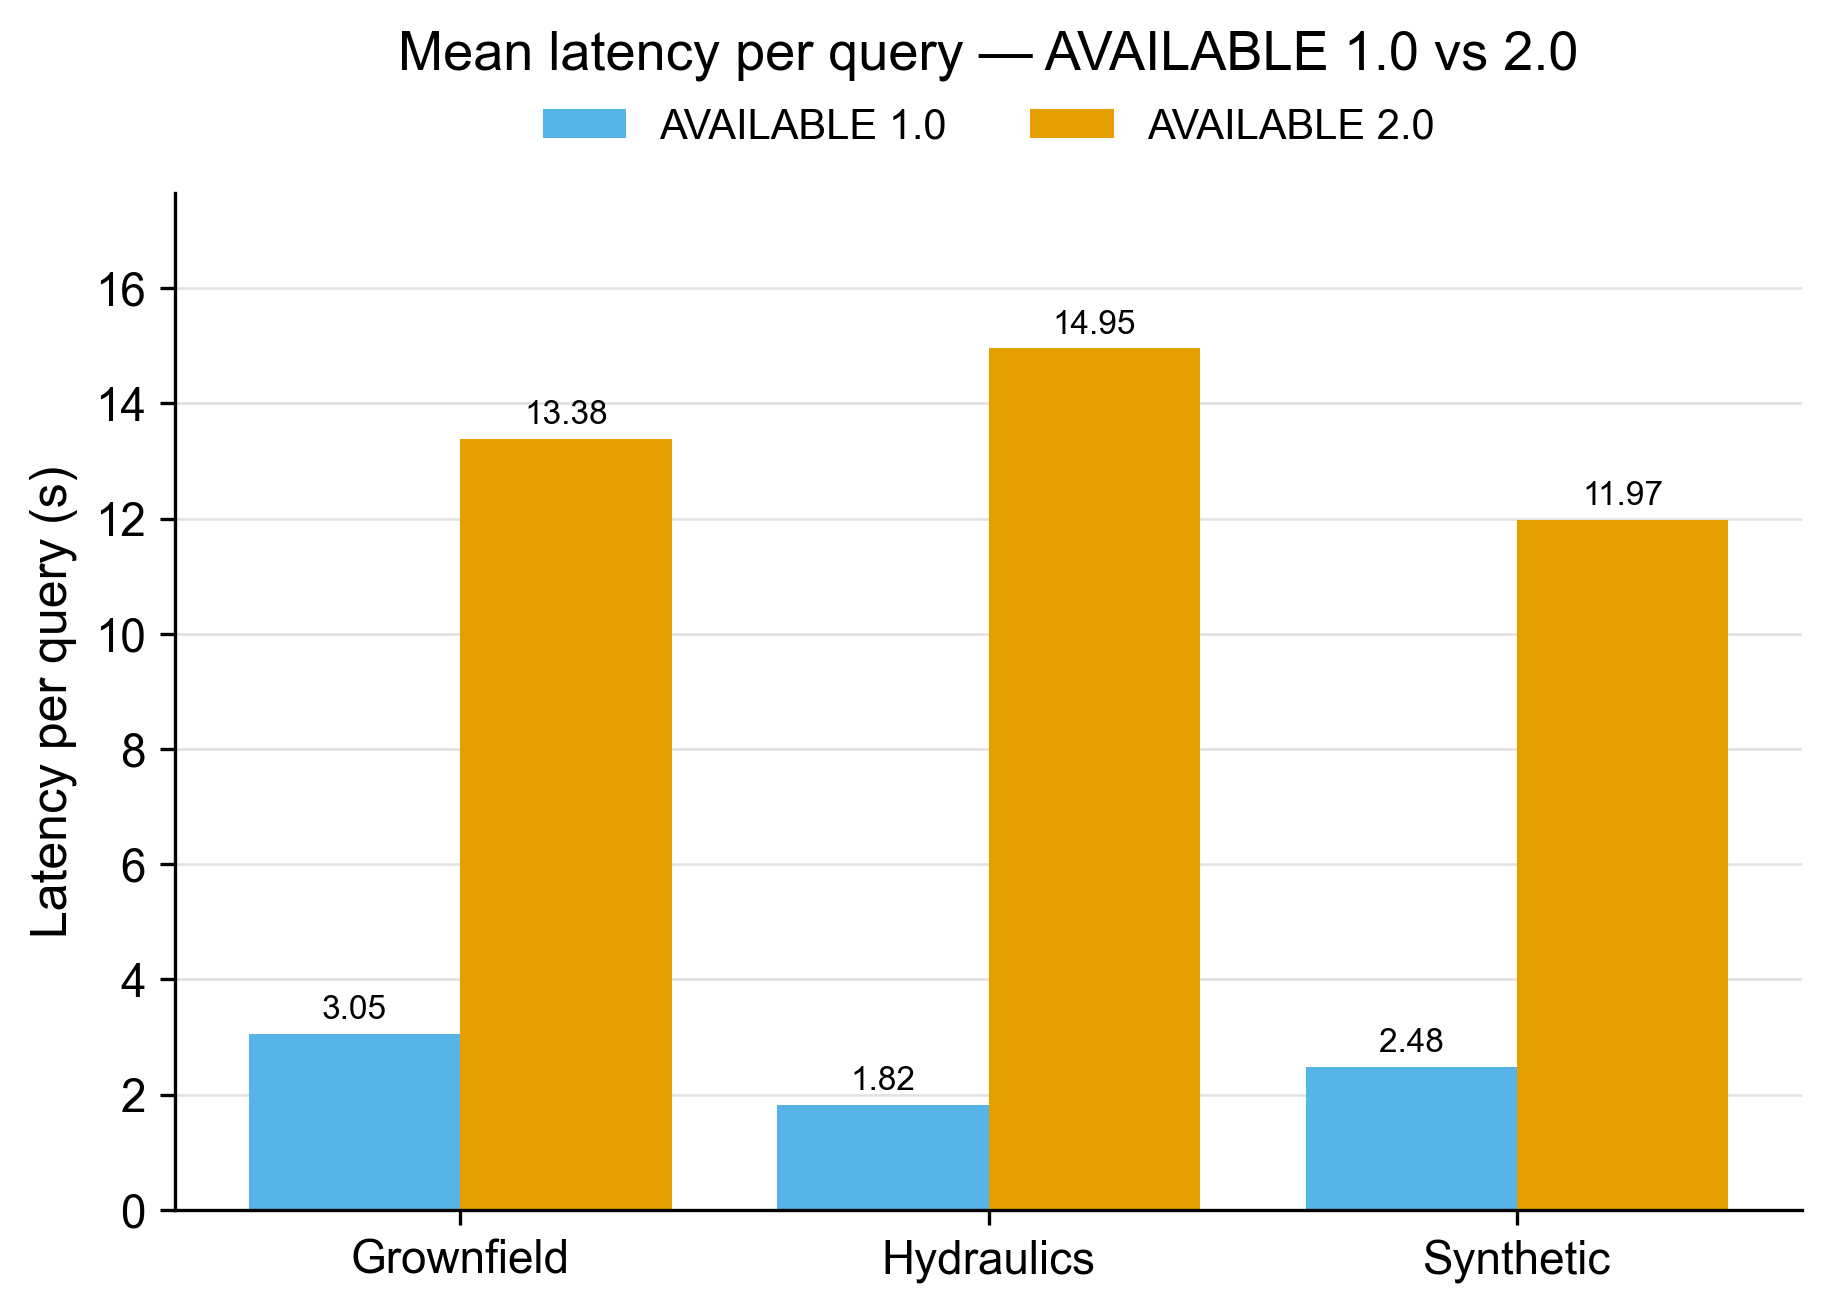 Mean latency per query — AVAILABLE 1.0 vs 2.0
AVAILABLE 1.0
AVAILABLE 2.0
Latency per query (s)
16
14
12
10
8
6
4
2
0
3.05
13.38
1.82
14.95
2.48
11.97
Grownfield
Hydraulics
Synthetic